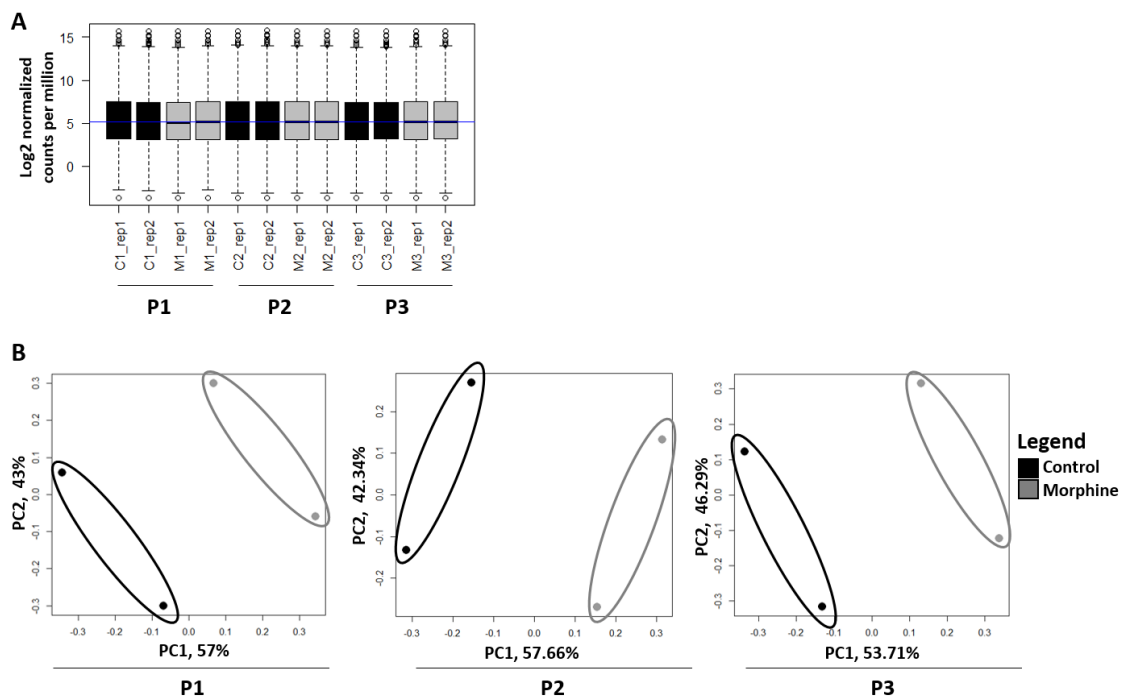 A
Log2 normalized
counts per million
15
10
5
0
C1_rep1
C1_rep2
M1_rep1
M1_rep2
C2_rep1
C2_rep2
M2_rep1
M2_rep2
C3_rep1
C3_rep2
M3_rep1
M3_rep2
P1
P2
P3
B
PC2, 43%
0.3
0.2
0.1
0.0
-0.1
-0.2
-0.3
-0.3
-0.2
-0.1
0.0
0.1
0.2
0.3
PC1, 57%
P1
PC2, 42.34%
0.2
0.1
0.0
-0.1
-0.2
-0.3
-0.2
-0.1
0.0
0.1
0.2
0.3
PC1, 57.66%
P2
PC2, 46.29%
0.3
0.2
0.1
0.0
-0.1
-0.2
-0.3
-0.3
-0.2
-0.1
0.0
0.1
0.2
0.3
PC1, 53.71%
P3
Legend
Control
Morphine